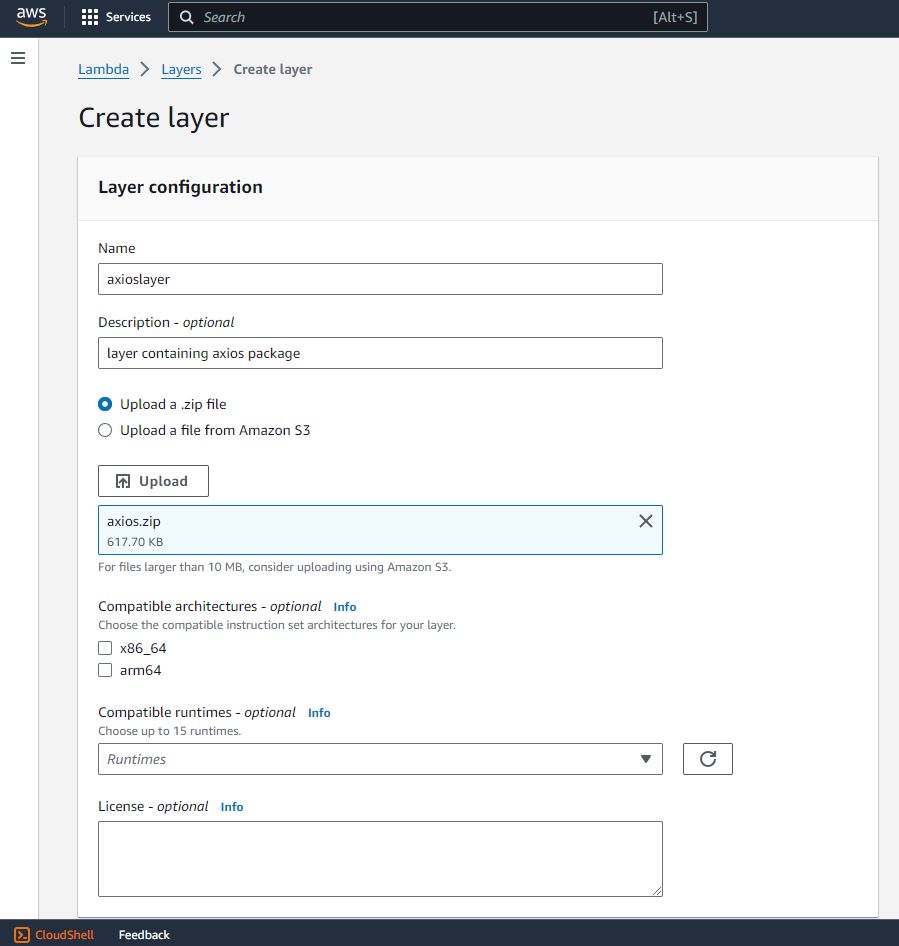 aws
Services
Search [Alt+S]
Lambda Layers Create layer
Create layer
Layer configuration
Name
axioslayer
Description - optional
layer containing axios package
Upload a .zip file
Upload a file from Amazon S3
Upload
axios.zip
617.70 KB
For files larger than 10 MB, consider uploading using Amazon S3.
Compatible architectures - optional Info
Choose the compatible instruction set architectures for your layer.
x86_64
arm64
Compatible runtimes - optional Info
Choose up to 15 runtimes.
Runtimes
License - optional Info
CloudShell Feedback